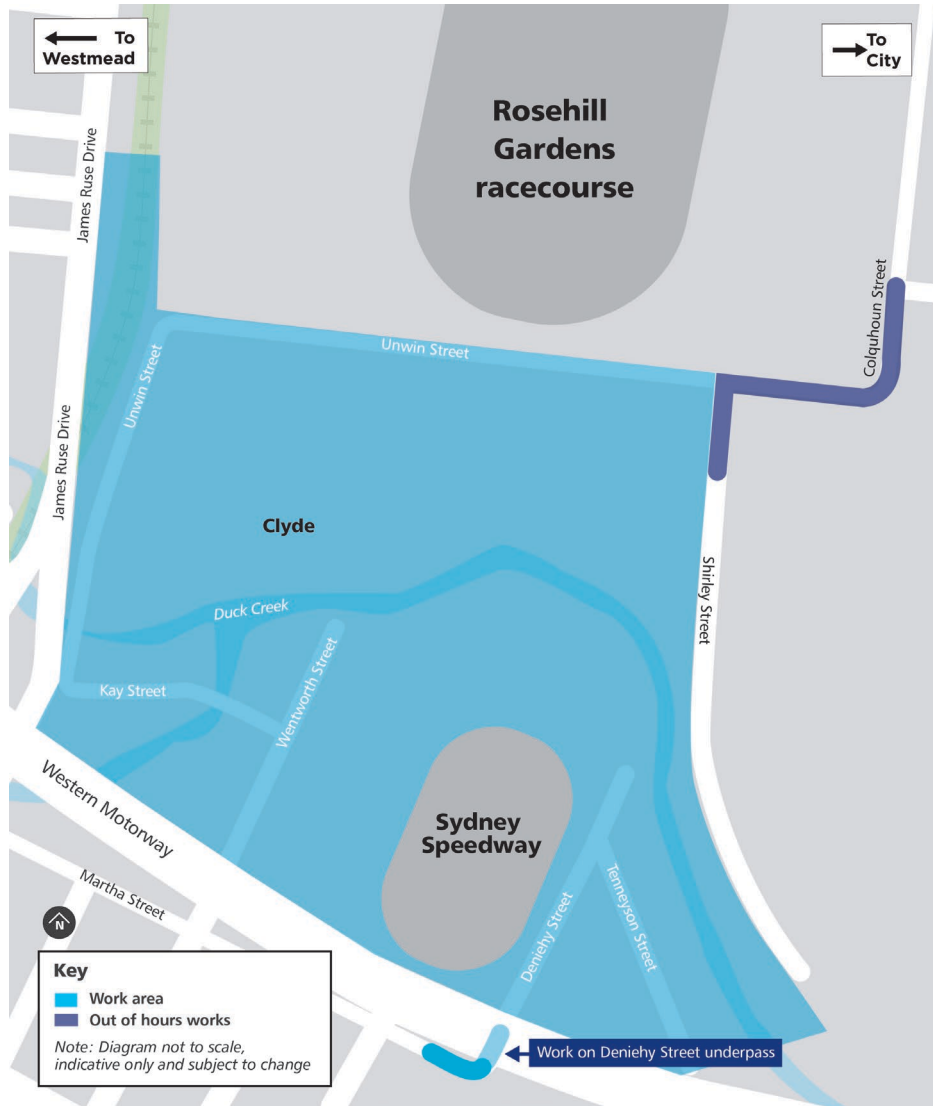 To
Westmead
To
City
Rosehill
Gardens
racecourse
James Ruse Drive
Colquhoun Street
Unwin Street
Unwin Street
James Ruse Drive
Clyde
Shirley Street
Duck Creek
Wentworth Street
Kay Street
Western Motorway
Sydney
Speedway
Martha Street
Deniehy Street
Tenneyson Street
N
Key
Work area
Out of hours works
Note: Diagram not to scale,
indicative only and subject to change
Work on Deniehy Street underpass